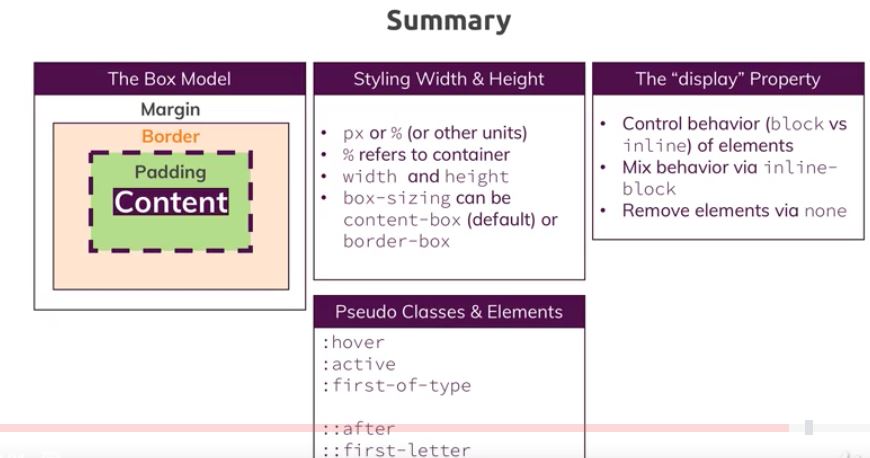 Summary
The Box Model
Margin
Border
Padding
Content
Styling Width & Height
• px or % (or other units)
• % refers to container
• width and height
• box-sizing can be
content-box (default) or
border-box
The “display” Property
• Control behavior (block vs
inline) of elements
• Mix behavior via inline-
block
• Remove elements via none
Pseudo Classes & Elements
:hover
:active
:first-of-type
::after
::first-letter